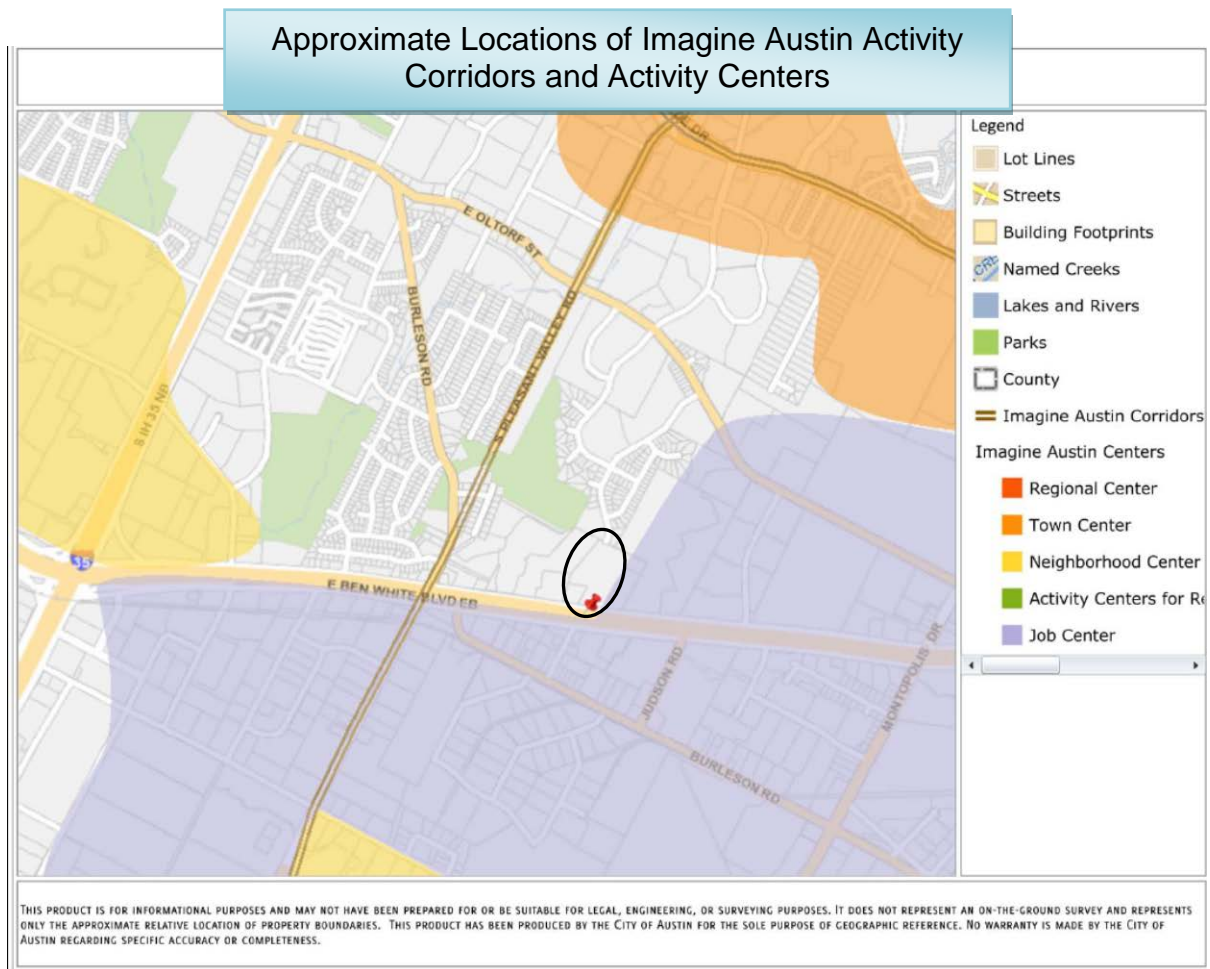 Approximate Locations of Imagine Austin Activity
Corridors and Activity Centers
Legend
Lot Lines
Streets
Building Footprints
Named Creeks
Lakes and Rivers
Parks
County
Imagine Austin Corridors
Imagine Austin Centers
Regional Center
Town Center
Neighborhood Center
Activity Centers for Re
Job Center
E OLTORF ST
BURLESON RD
S PLEASANT VALLEY RD
S IH 35 NB
35
E BEN WHITE BLVD EB
JUDSON RD
MONTOPOLIS DR
BURLESON RD
DR
THIS PRODUCT IS FOR INFORMATIONAL PURPOSES AND MAY NOT HAVE BEEN PREPARED FOR OR BE SUITABLE FOR LEGAL, ENGINEERING, OR SURVEYING PURPOSES. IT DOES NOT REPRESENT AN ON-THE-GROUND SURVEY AND REPRESENTS
ONLY THE APPROXIMATE RELATIVE LOCATION OF PROPERTY BOUNDARIES. THIS PRODUCT HAS BEEN PRODUCED BY THE CITY OF AUSTIN FOR THE SOLE PURPOSE OF GEOGRAPHIC REFERENCE. NO WARRANTY IS MADE BY THE CITY OF
AUSTIN REGARDING SPECIFIC ACCURACY OR COMPLETENESS.